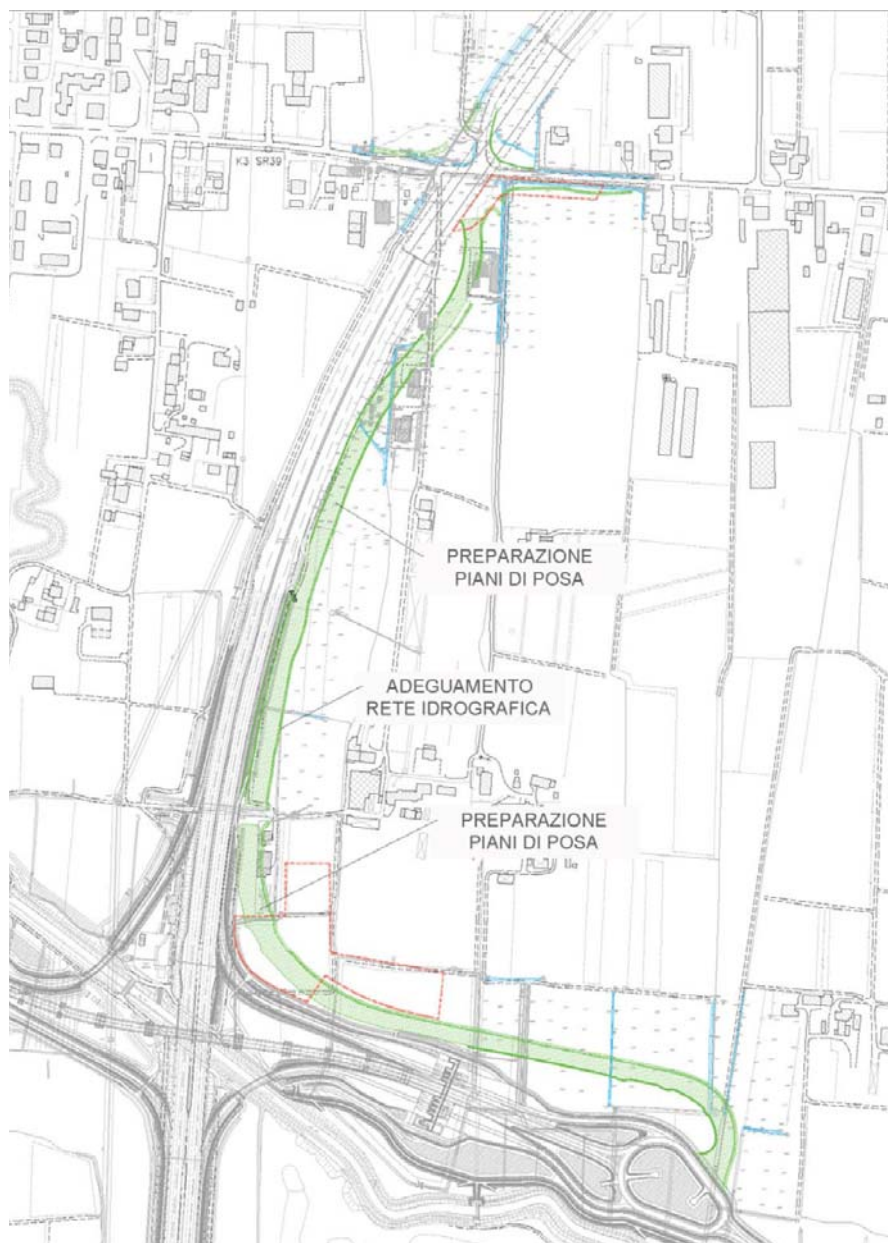 K3 SR39
PREPARAZIONE
PIANI DI POSA
ADEGUAMENTO
RETE IDROGRAFICA
PREPARAZIONE
PIANI DI POSA